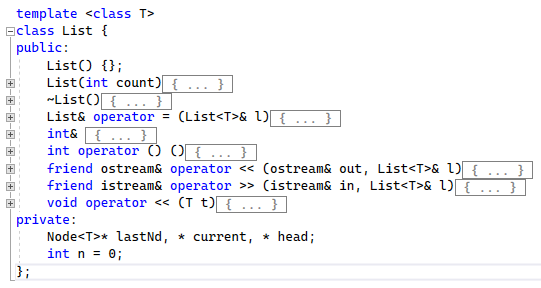 template <class T>
class List {
public:
    List() {};
    List(int count){ ... }
    ~List(){ ... }
    List& operator = (List<T>& l){ ... }
    int& { ... }
    int operator () (){ ... }
    friend ostream& operator << (ostream& out, List<T>& l){ ... }
    friend istream& operator >> (istream& in, List<T>& l){ ... }
    void operator << (T t){ ... }
private:
    Node<T>* lastNd, * current, * head;
    int n = 0;
};